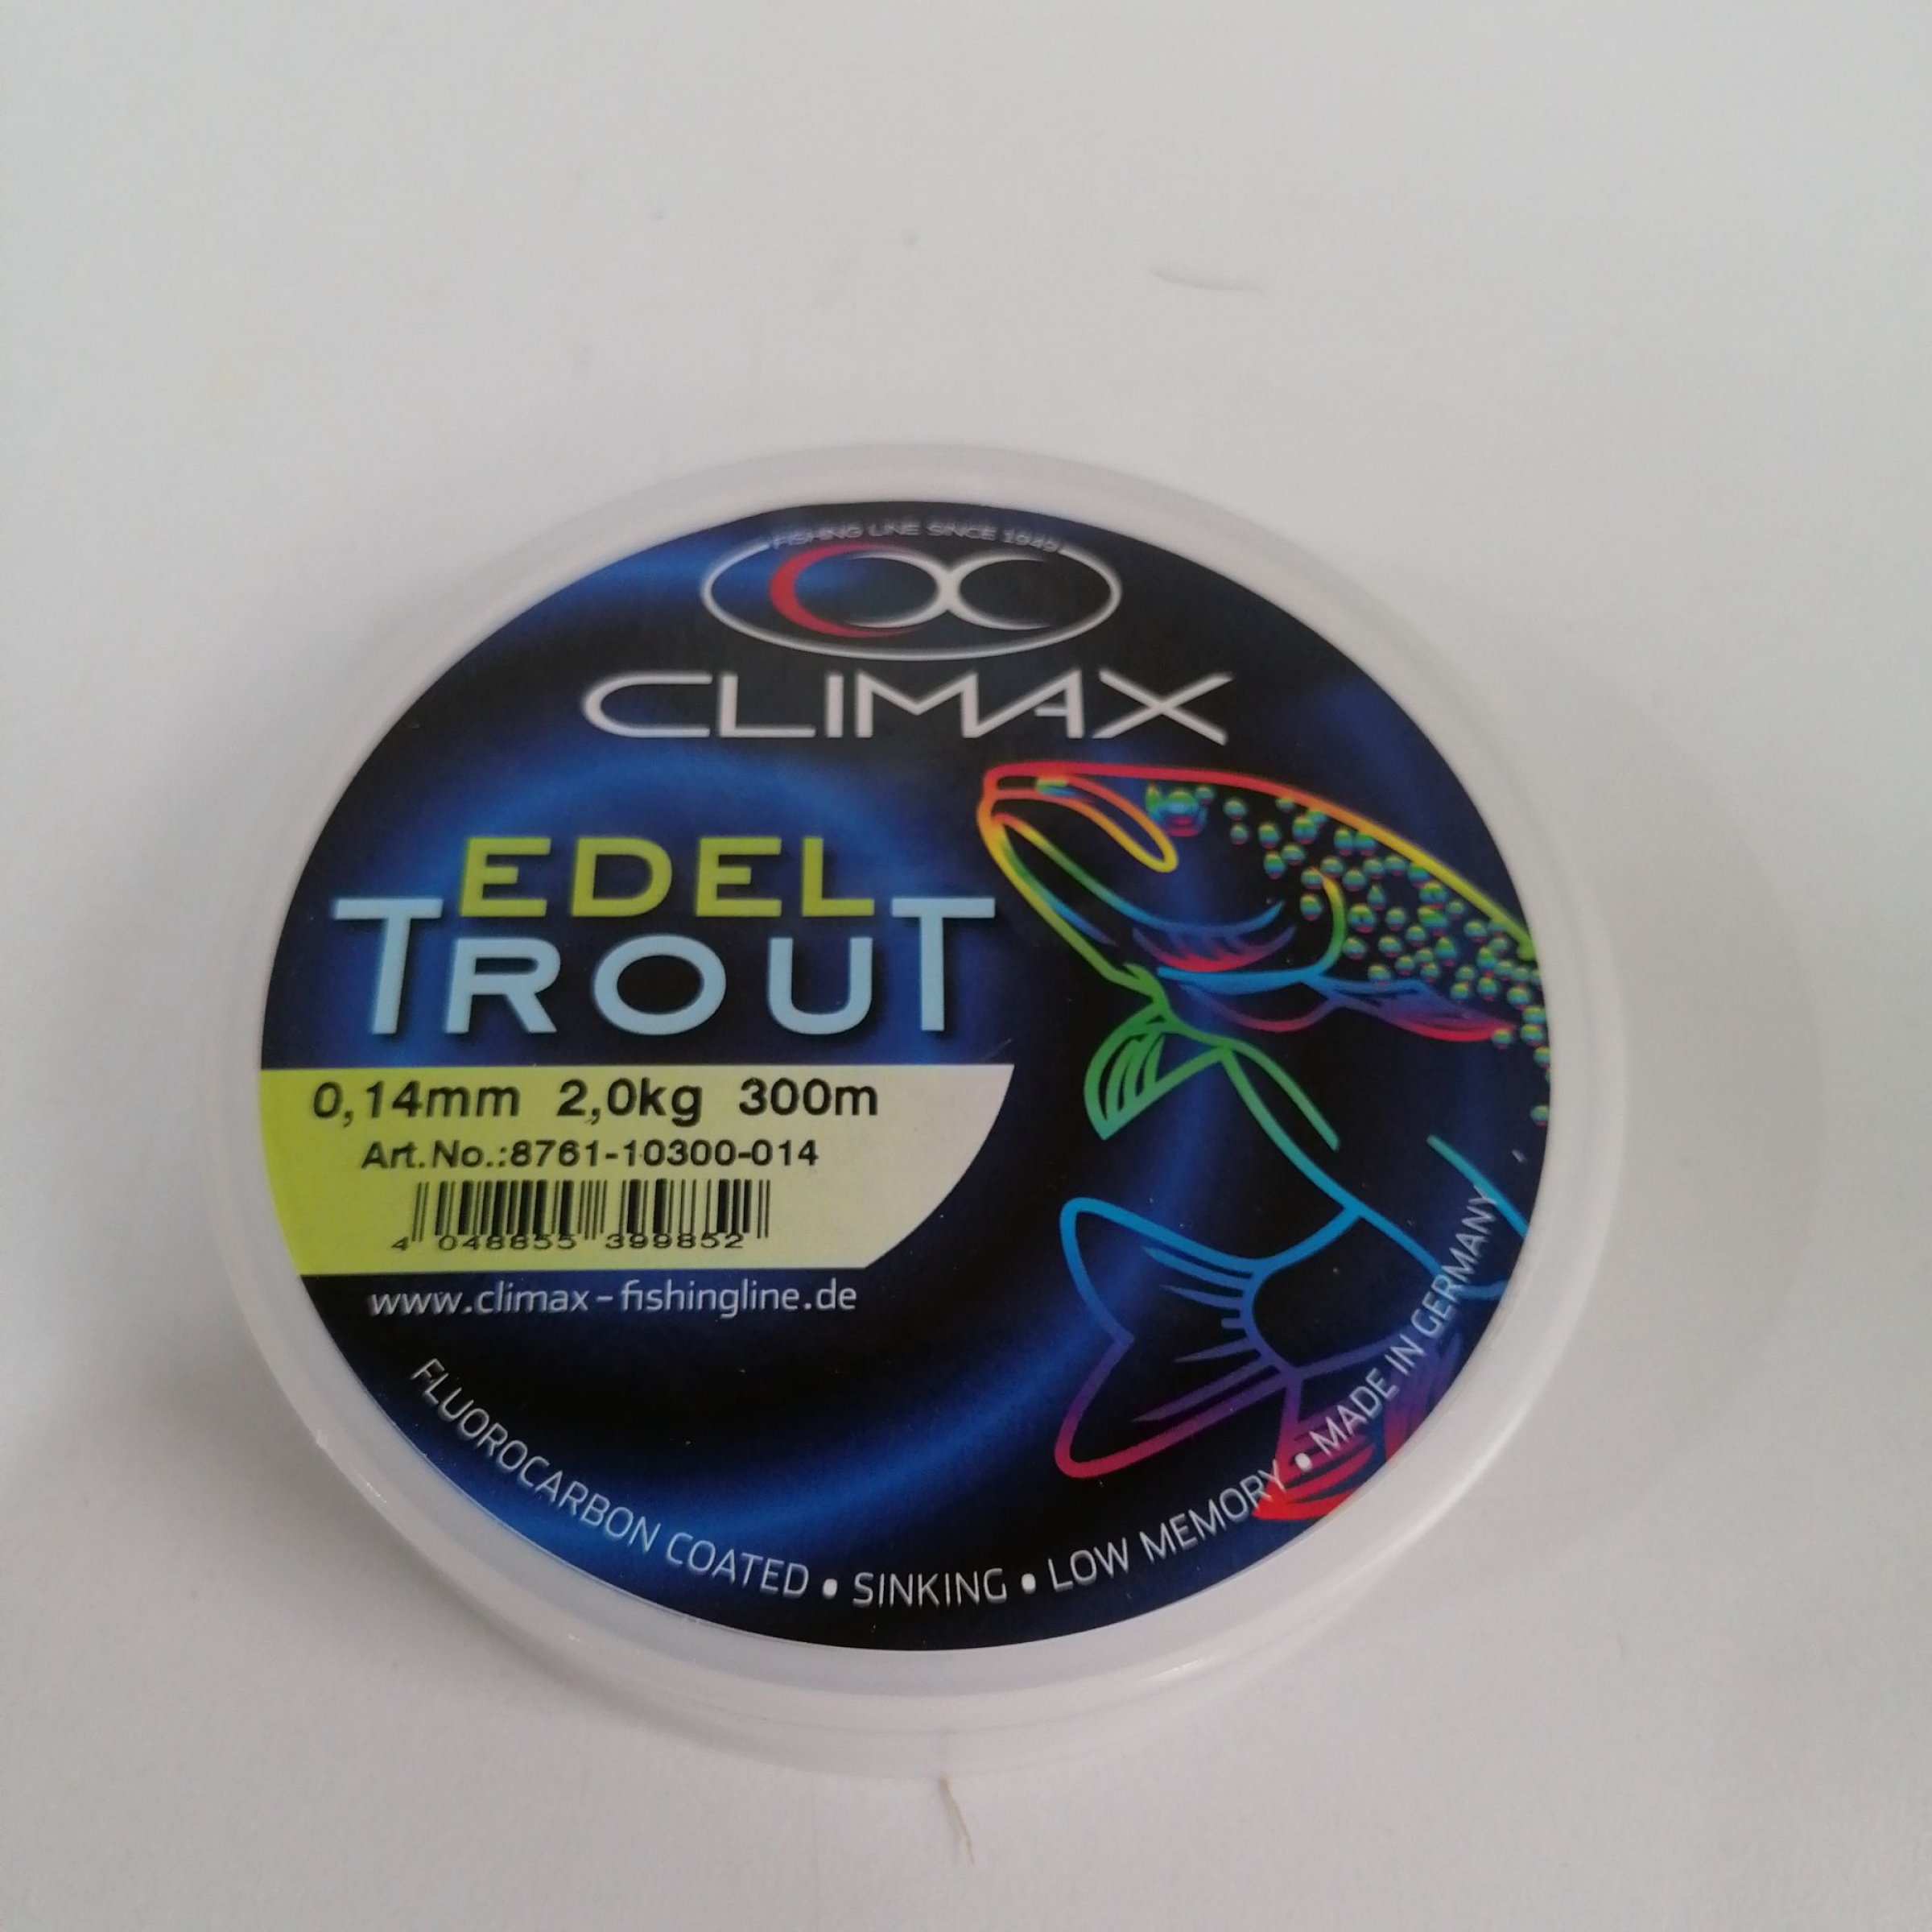 FISHING LINE SINCE 1949
CLIMAX
EDEL
TROUT
0,14mm 2,0kg 300m
Art.No.:8761-10300-014
4 048855 399852
www.climax-fishingline.de
FLUOROCARBON COATED • SINKING • LOW MEMORY • MADE IN GERMANY